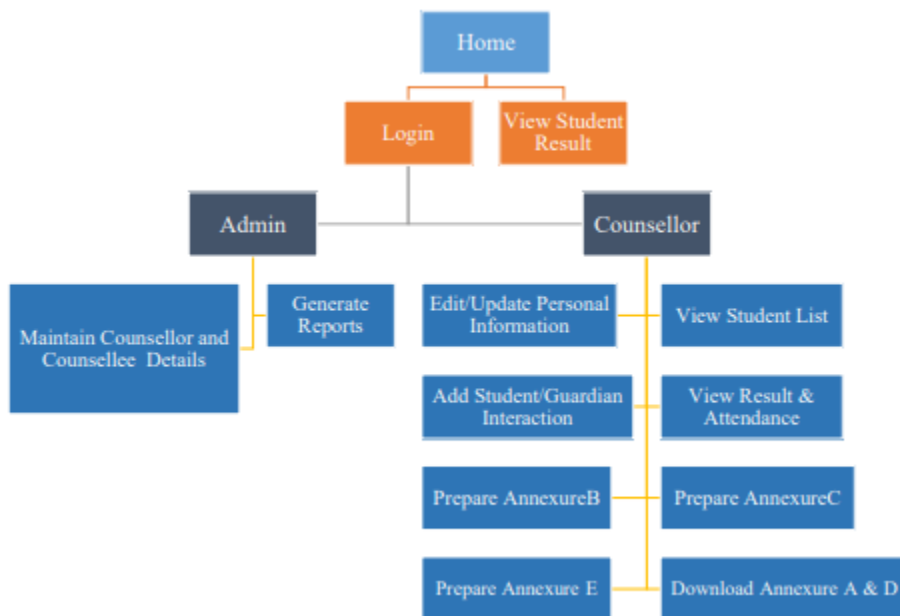 Home
Login
View Student
Result
Admin
Counsellor
Maintain Counsellor and
Counsellee Details
Generate
Reports
Edit/Update Personal
Information
View Student List
Add Student/Guardian
Interaction
View Result &
Attendance
Prepare AnnexureB
Prepare AnnexureC
Prepare Annexure E
Download Annexure A & D